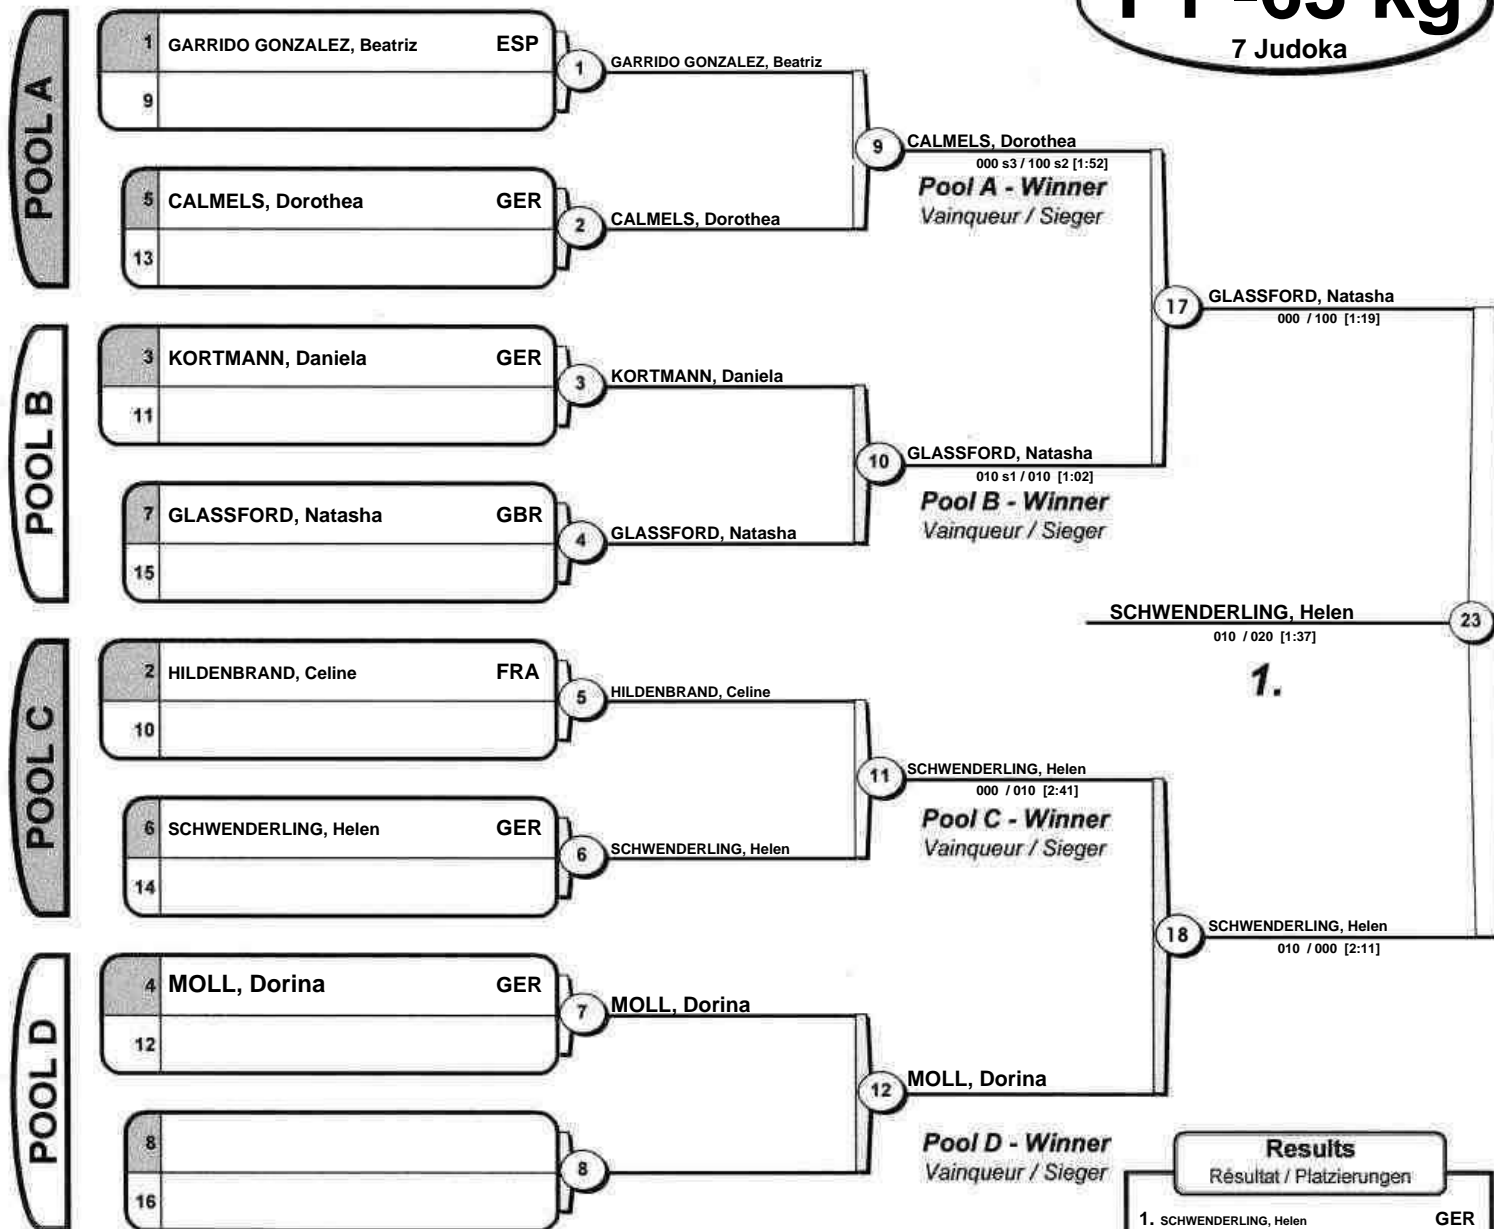 F1 -63 kg
7 Judoka
POOL A
1 GARRIDO GONZALEZ, Beatriz ESP
9
1
GARRIDO GONZALEZ, Beatriz
5 CALMELS, Dorothea GER
13
2
CALMELS, Dorothea
9
CALMELS, Dorothea
000 s3 / 100 s2 [1:52]
Pool A - Winner
Vainqueur / Sieger
POOL B
3 KORTMANN, Daniela GER
11
3
KORTMANN, Daniela
7 GLASSFORD, Natasha GBR
15
4
GLASSFORD, Natasha
10
GLASSFORD, Natasha
010 s1 / 010 [1:02]
Pool B - Winner
Vainqueur / Sieger
17
GLASSFORD, Natasha
000 / 100 [1:19]
SCHWENDERLING, Helen
23
010 / 020 [1:37]
1.
POOL C
2 HILDENBRAND, Celine FRA
10
5
HILDENBRAND, Celine
6 SCHWENDERLING, Helen GER
14
6
SCHWENDERLING, Helen
11
SCHWENDERLING, Helen
000 / 010 [2:41]
Pool C - Winner
Vainqueur / Sieger
18
SCHWENDERLING, Helen
010 / 000 [2:11]
POOL D
4 MOLL, Dorina GER
12
7
MOLL, Dorina
8
16
8
12
MOLL, Dorina
Pool D - Winner
Vainqueur / Sieger
Results
Résultat / Platzierungen
1. SCHWENDERLING, Helen GER